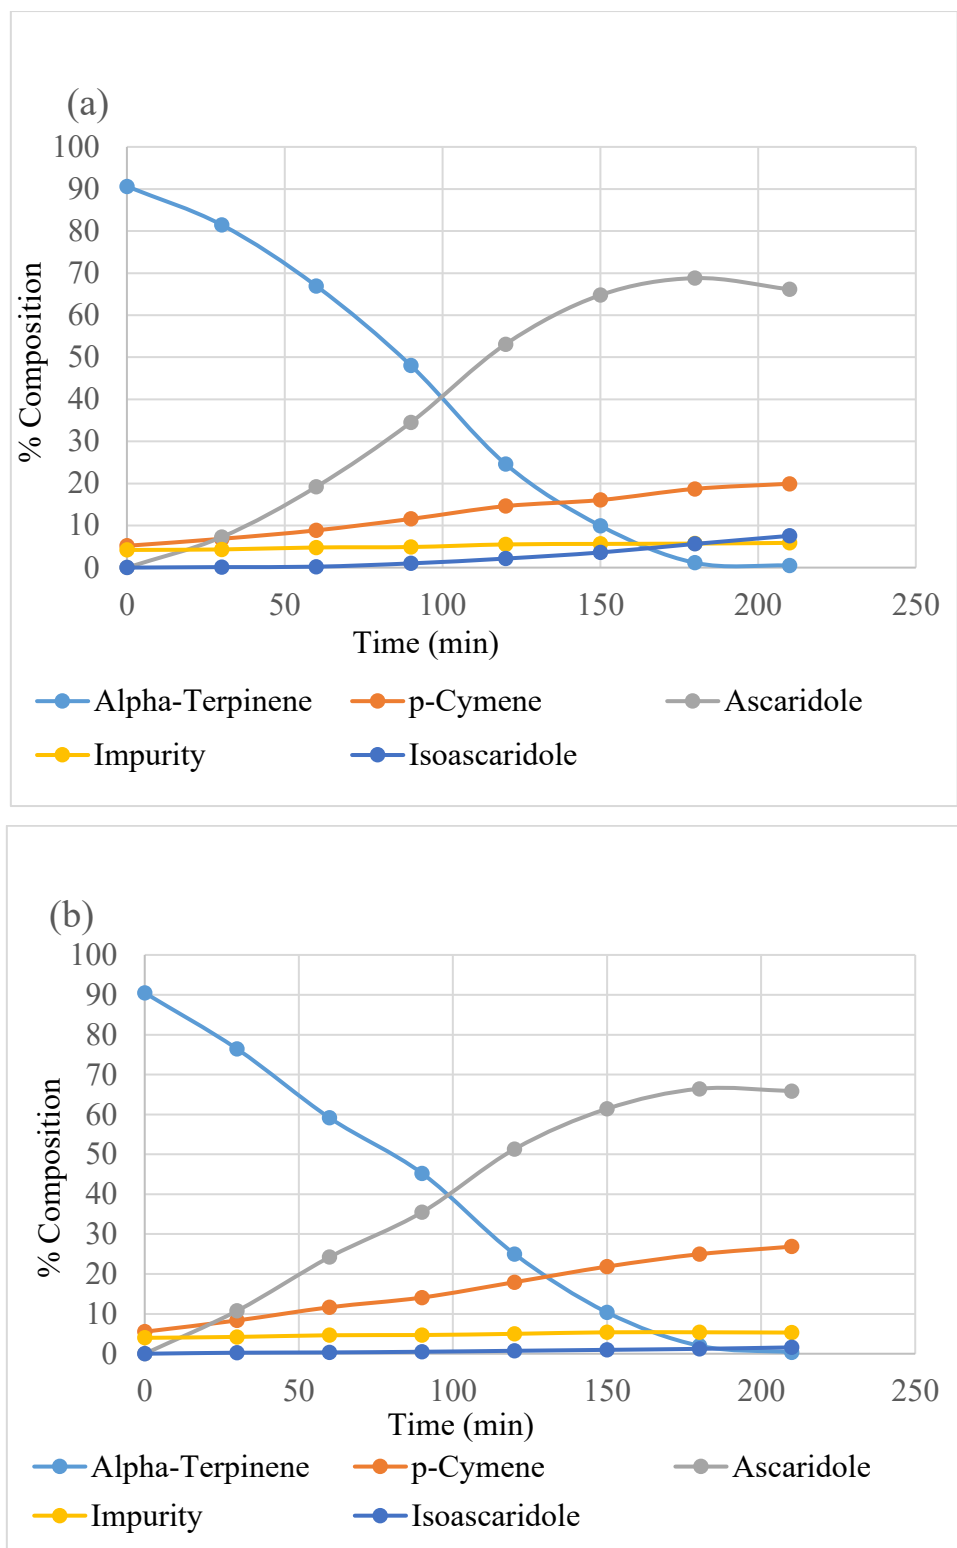 (a)
100
90
80
70
60
50
40
30
20
10
0
% Composition
0 50 100 150 200 250
Time (min)
Alpha-Terpinene p-Cymene Ascaridole
Impurity Isoascaridole
(b)
100
90
80
70
60
50
40
30
20
10
0
% Composition
0 50 100 150 200 250
Time (min)
Alpha-Terpinene p-Cymene Ascaridole
Impurity Isoascaridole